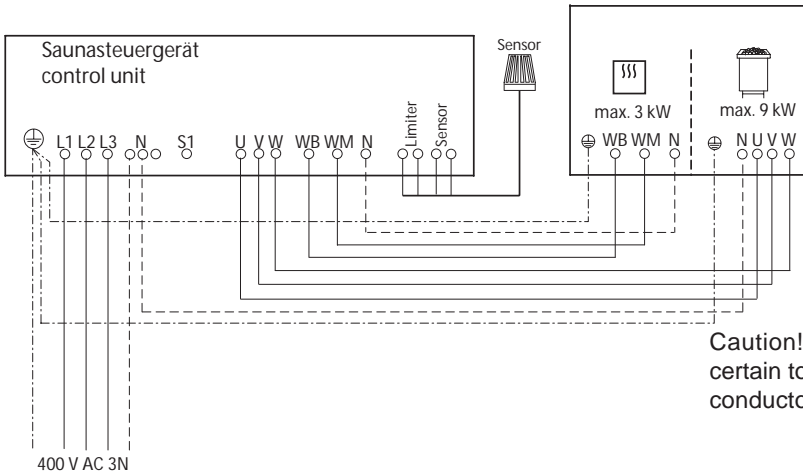 Saunasteuergerät
control unit
Sensor
max. 3 kW
max. 9 kW
L1 L2 L3 N S1 U V W WB WM N Limiter Sensor
WB WM N
N U V W
Caution!
certain to
conducto
400 V AC 3N